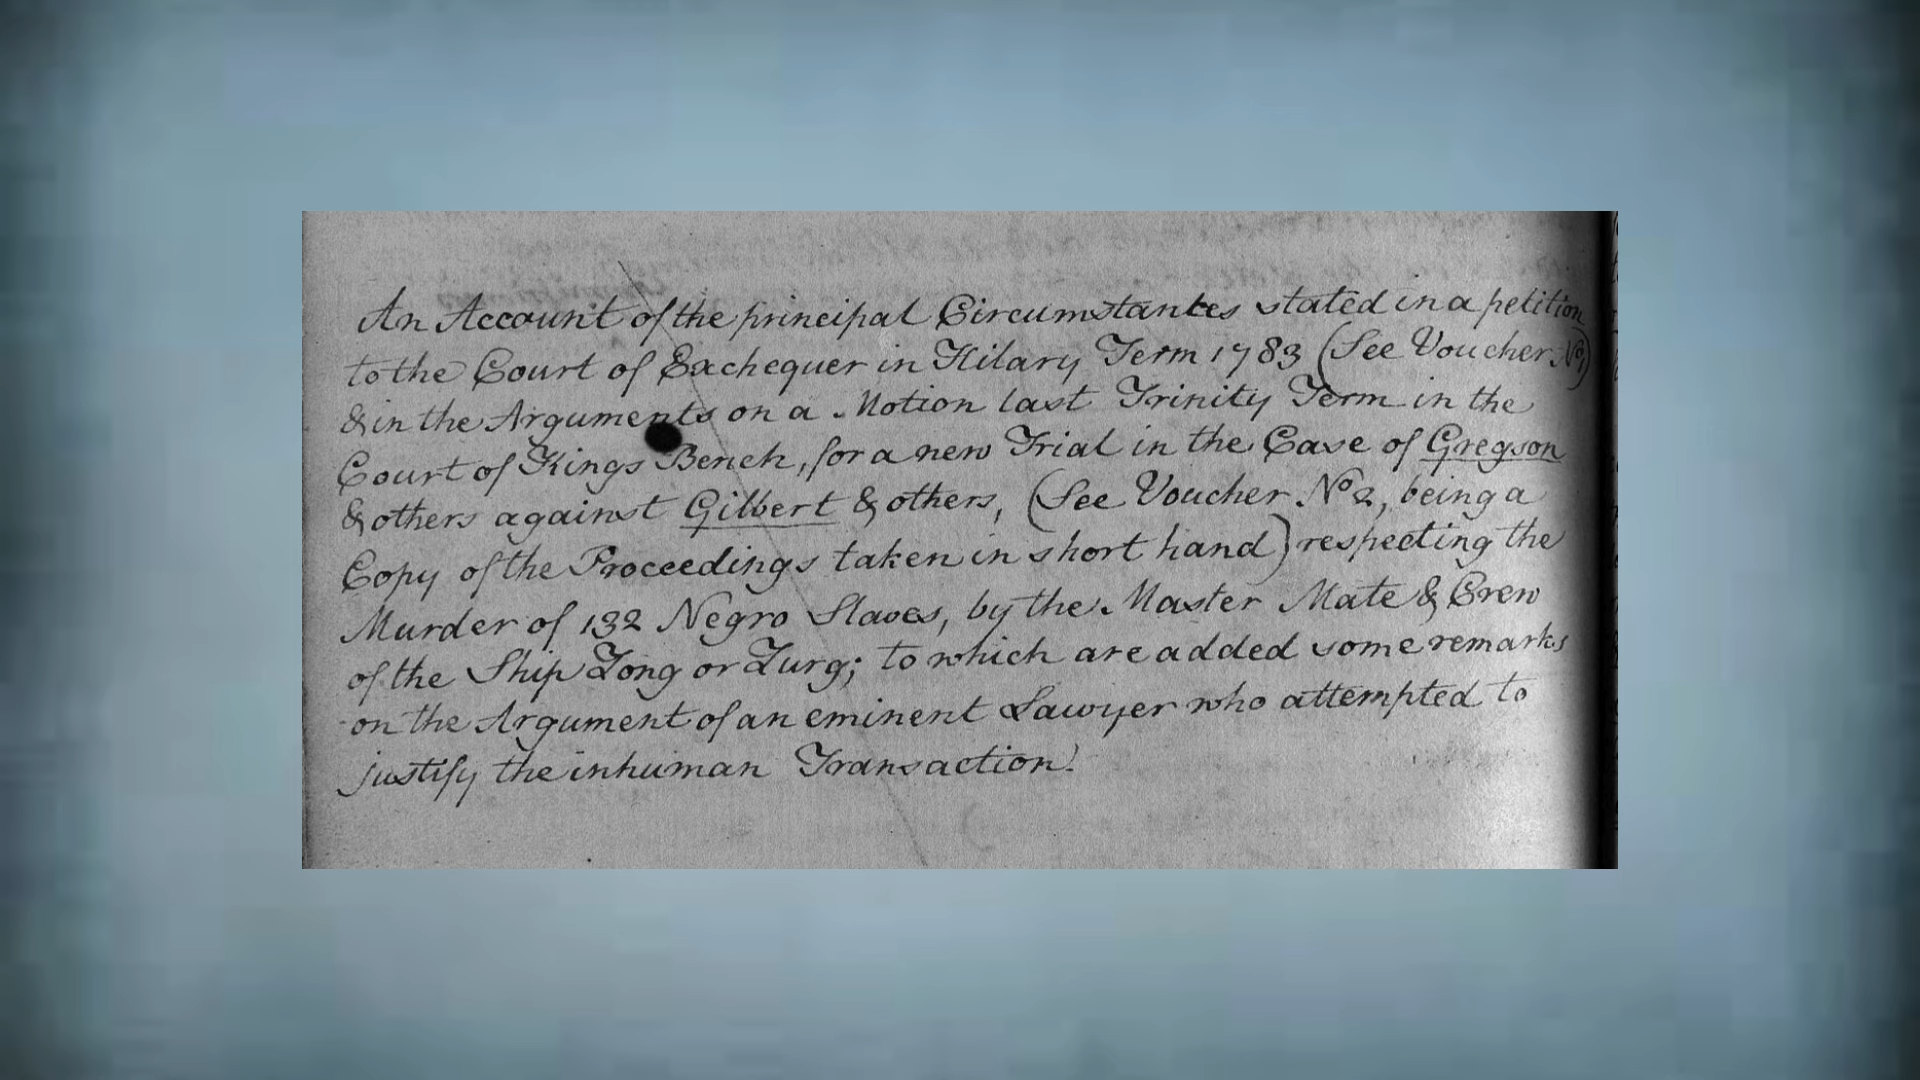 An Account of the principal Circumstances stated in a petition
to the Court of Exchequer in Hilary Term 1783 (See Voucher No 1)
& in the Arguments on a Motion last Trinity Term in the
Court of Kings Bench, for a new Trial in the Case of Gregson
& others against Gilbert & others, (See Voucher No 2, being a
Copy of the Proceedings taken in short hand) respecting the
Murder of 132 Negro Slaves, by the Master Mate & Crew
of the Ship Zong or Zurg; to which are added some remarks
on the Argument of an eminent Lawyer who attempted to
justify the inhuman Transaction.